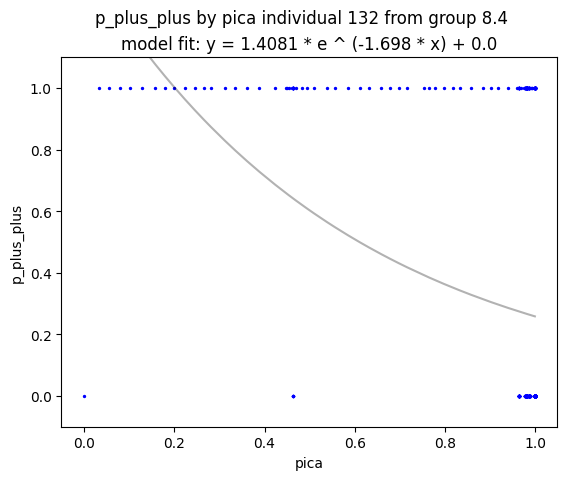 p_plus_plus by pica individual 132 from group 8.4
model fit: y = 1.4081 * e ^ (-1.698 * x) + 0.0
1.0
0.8
0.6
0.4
0.2
0.0
p_plus_plus
0.0 0.2 0.4 0.6 0.8 1.0
pica